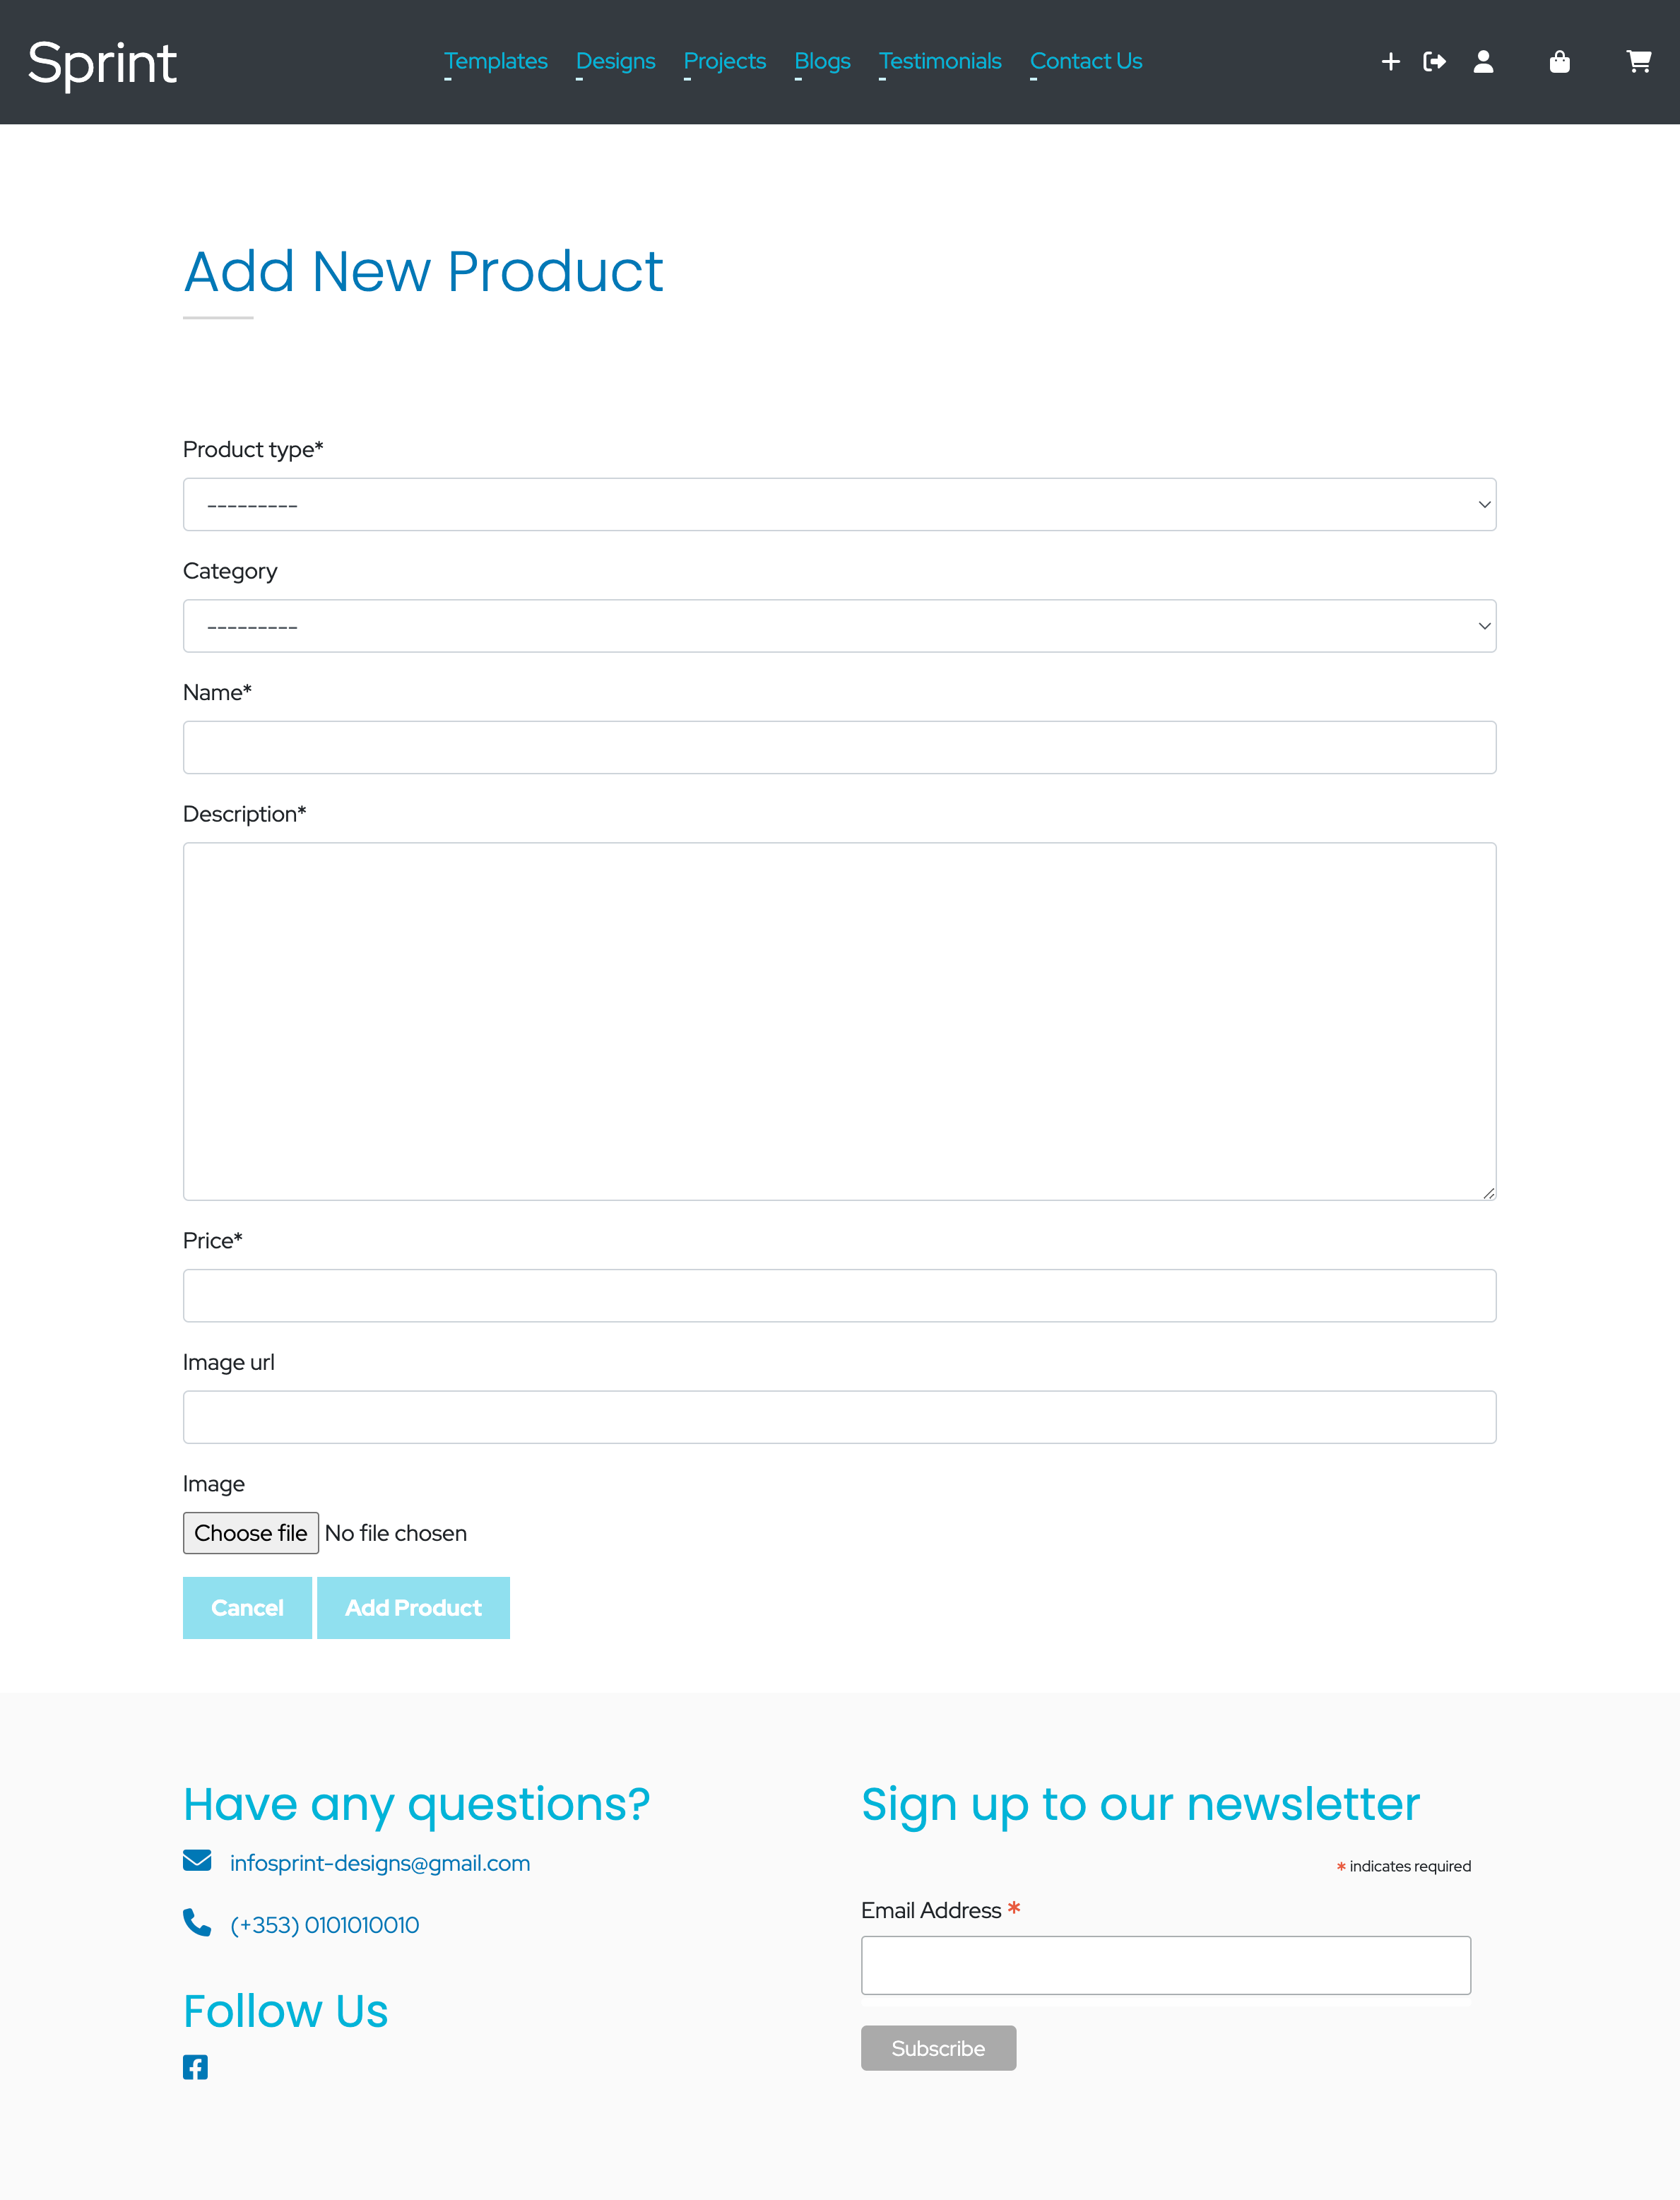 Sprint
Templates Designs Projects Blogs Testimonials Contact Us
Add New Product
Product type*
---------
Category
---------
Name*
Description*
Price*
Image url
Image
Choose file No file chosen
Cancel Add Product
Have any questions?
infosprint-designs@gmail.com
(+353) 0101010010
Follow Us
Sign up to our newsletter
* indicates required
Email Address *
Subscribe